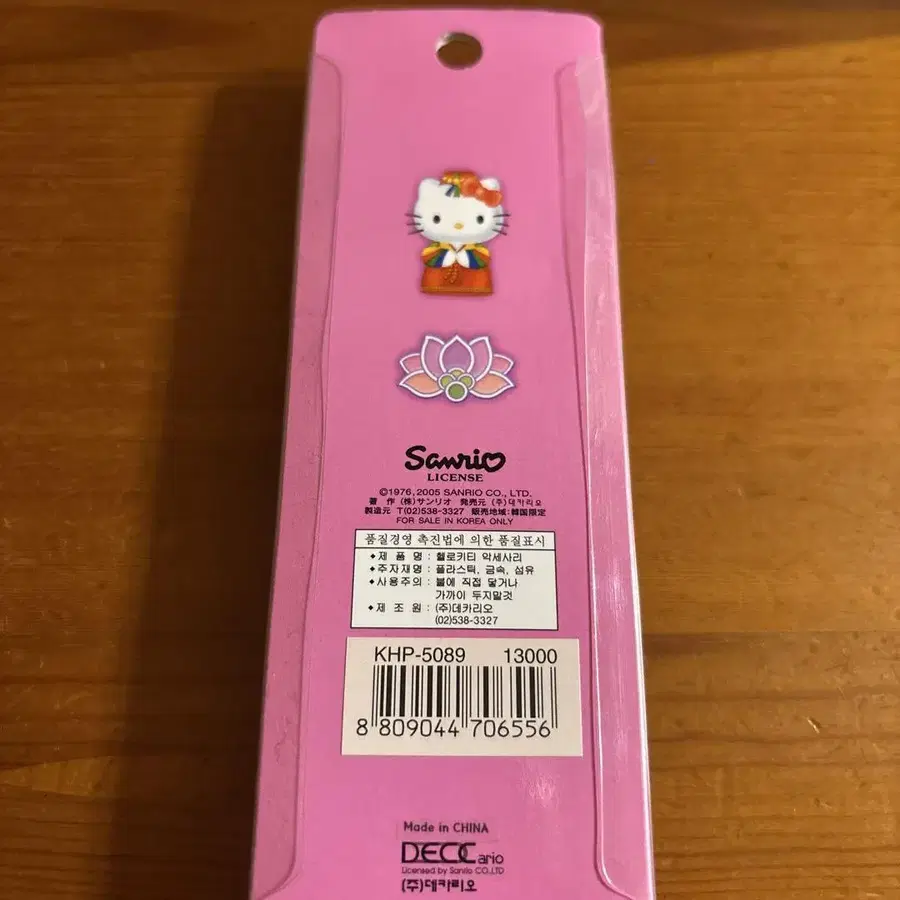 Sanrio
LICENSE
©1976, 2005 SANRIO CO., LTD.
著 作 (株)サンリオ 発売元 (주)데카리오
製造元 T(02)538-3327 販売地域:韓国限定
FOR SALE IN KOREA ONLY
품질경영 촉진법에 의한 품질표시
◆제 품 명 : 헬로키티 악세사리
◆주자재명 : 플라스틱, 금속, 섬유
◆사용주의 : 불에 직접 닿거나
가까이 두지말것
◆제 조 원 : (주)데카리오
(02)538-3327
KHP-5089 13000
8 809044 706556
Made in CHINA
DECCario
Licensed by Sanrio CO.,LTD
(주)데카리오